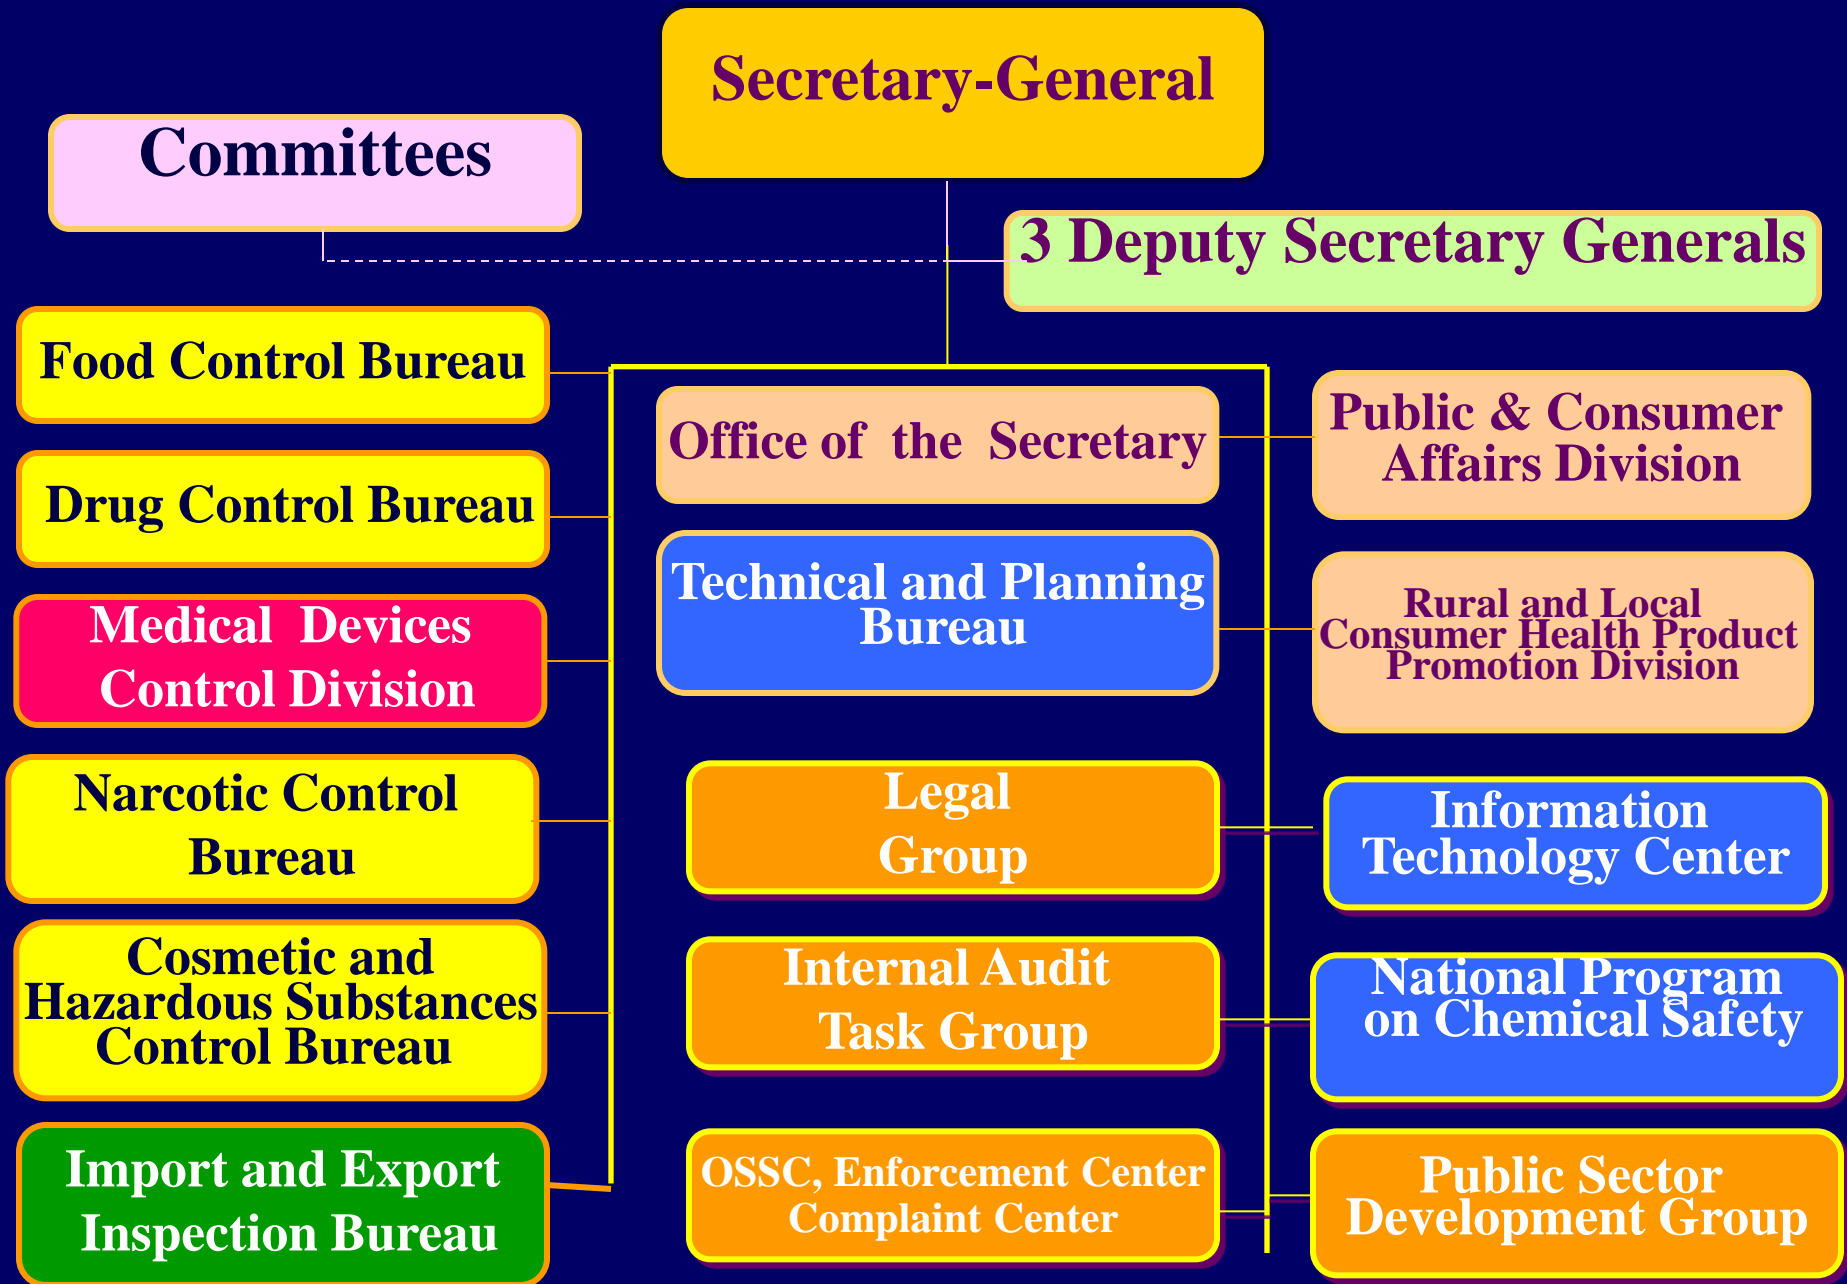 Secretary-General
Committees
3 Deputy Secretary Generals
Food Control Bureau
Drug Control Bureau
Medical Devices
Control Division
Narcotic Control
Bureau
Cosmetic and
Hazardous Substances
Control Bureau
Import and Export
Inspection Bureau
Office of the Secretary
Technical and Planning
Bureau
Legal
Group
Internal Audit
Task Group
OSSC, Enforcement Center
Complaint Center
Public & Consumer
Affairs Division
Rural and Local
Consumer Health Product
Promotion Division
Information
Technology Center
National Program
on Chemical Safety
Public Sector
Development Group